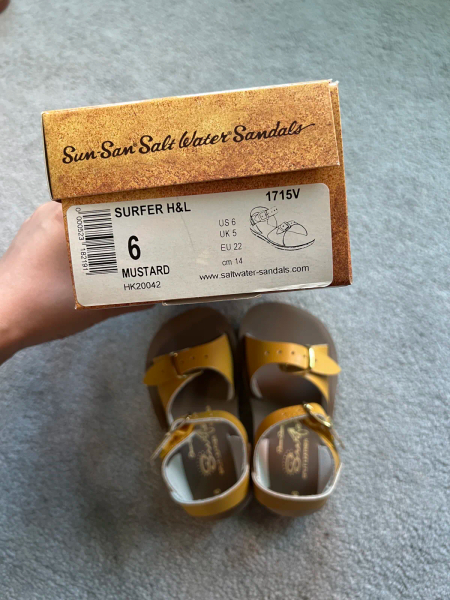 Sun-San Salt Water Sandals
SURFER H&L
1715V
6
US 6
UK 5
EU 22
cm 14
MUSTARD
HK20042
www.saltwater-sandals.com